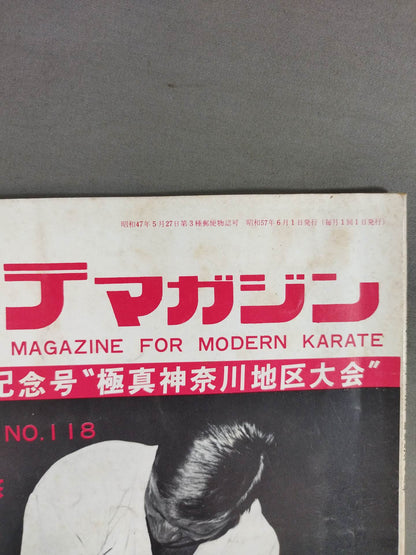 昭和47年5月27日第3種郵便物認可　昭和57年6月1日発行(毎月1回1日発行)
テマガジン
MAGAZINE FOR MODERN KARATE
記念号"極真神奈川地区大会"
NO.118